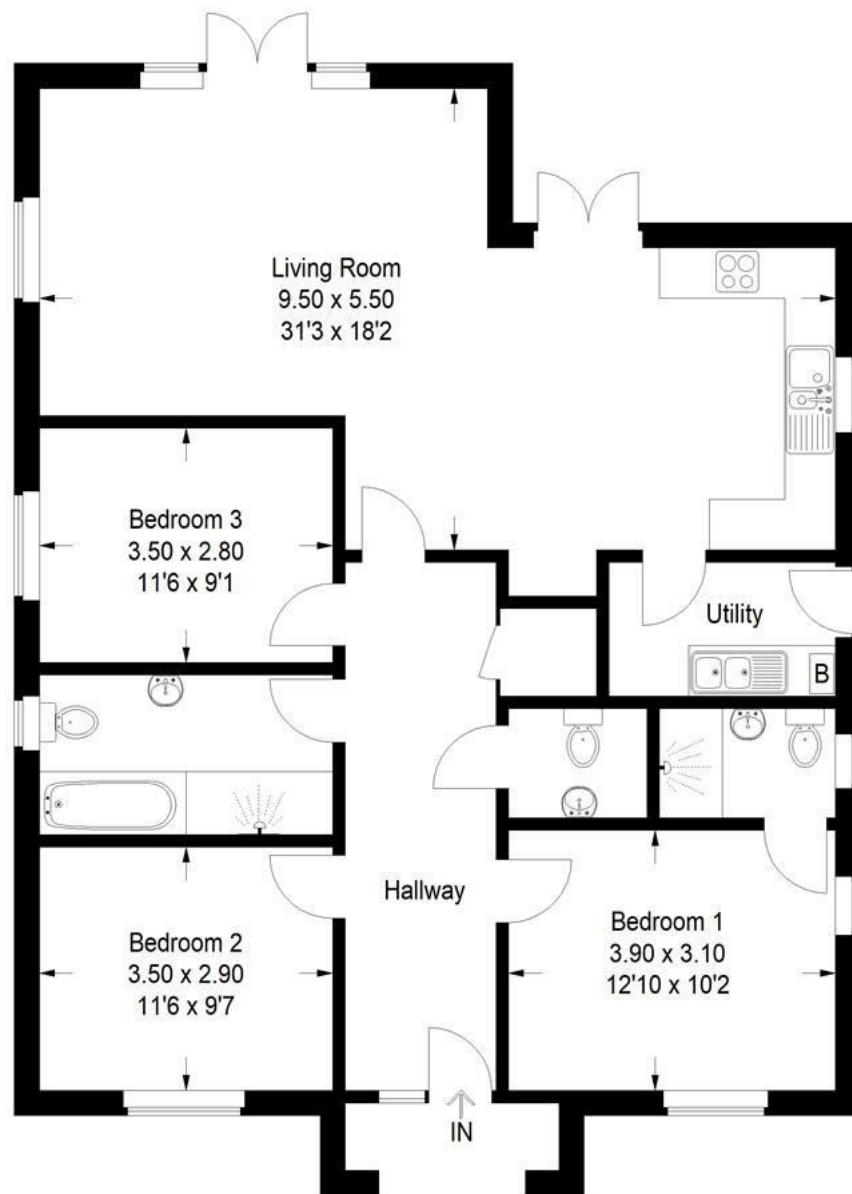 Living Room
9.50 x 5.50
31'3 x 18'2
Bedroom 3
3.50 x 2.80
11'6 x 9'1
Utility
B
Hallway
Bedroom 2
3.50 x 2.90
11'6 x 9'7
Bedroom 1
3.90 x 3.10
12'10 x 10'2
IN